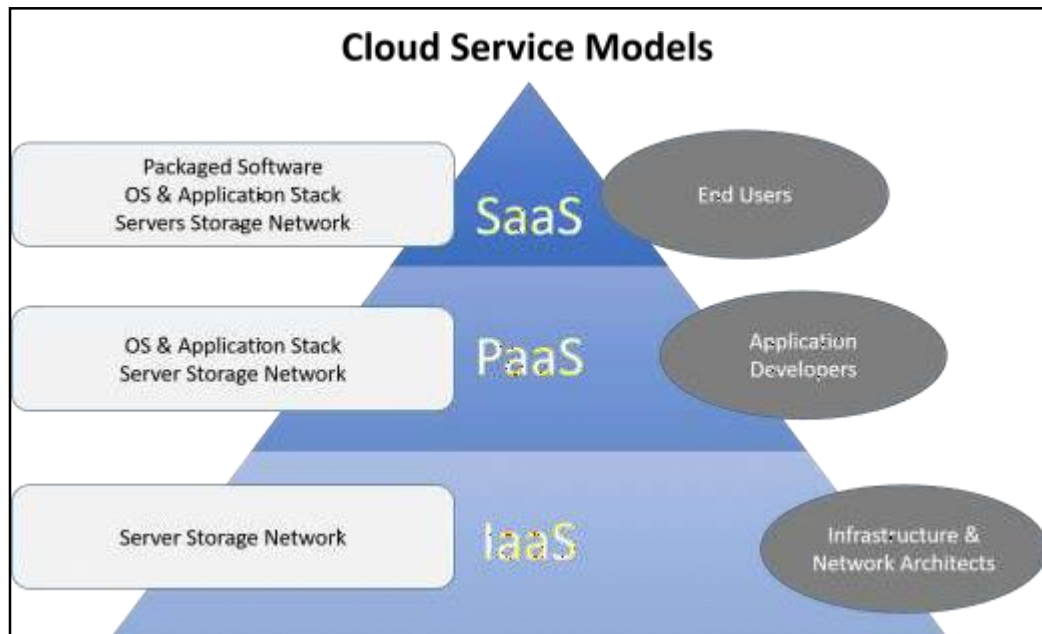 Cloud Service Models
Packaged Software
OS & Application Stack
Servers Storage Network
SaaS
End Users
OS & Application Stack
Server Storage Network
PaaS
Application
Developers
Server Storage Network
IaaS
Infrastructure &
Network Architects